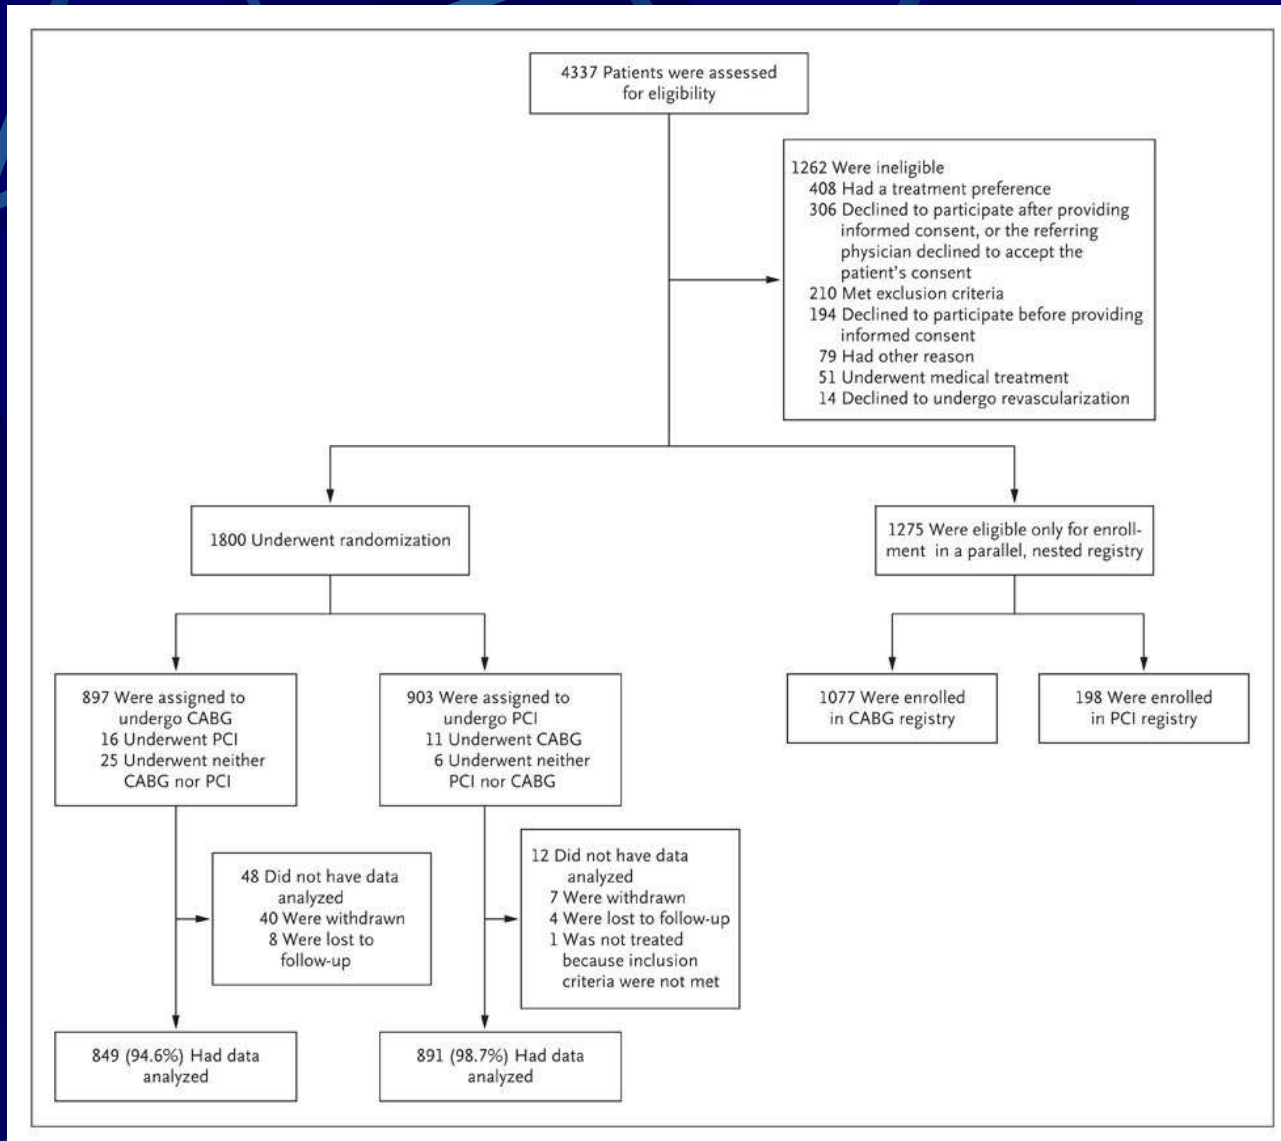 4337 Patients were assessed
for eligibility
1262 Were ineligible
408 Had a treatment preference
306 Declined to participate after providing
informed consent, or the referring
physician declined to accept the
patient's consent
210 Met exclusion criteria
194 Declined to participate before providing
informed consent
79 Had other reason
51 Underwent medical treatment
14 Declined to undergo revascularization
1800 Underwent randomization
1275 Were eligible only for enroll-
ment in a parallel, nested registry
897 Were assigned to
undergo CABG
16 Underwent PCI
25 Underwent neither
CABG nor PCI
903 Were assigned to
undergo PCI
11 Underwent CABG
6 Underwent neither
PCI nor CABG
1077 Were enrolled
in CABG registry
198 Were enrolled
in PCI registry
48 Did not have data
analyzed
40 Were withdrawn
8 Were lost to
follow-up
12 Did not have data
analyzed
7 Were withdrawn
4 Were lost to follow-up
1 Was not treated
because inclusion
criteria were not met
849 (94.6%) Had data
analyzed
891 (98.7%) Had data
analyzed